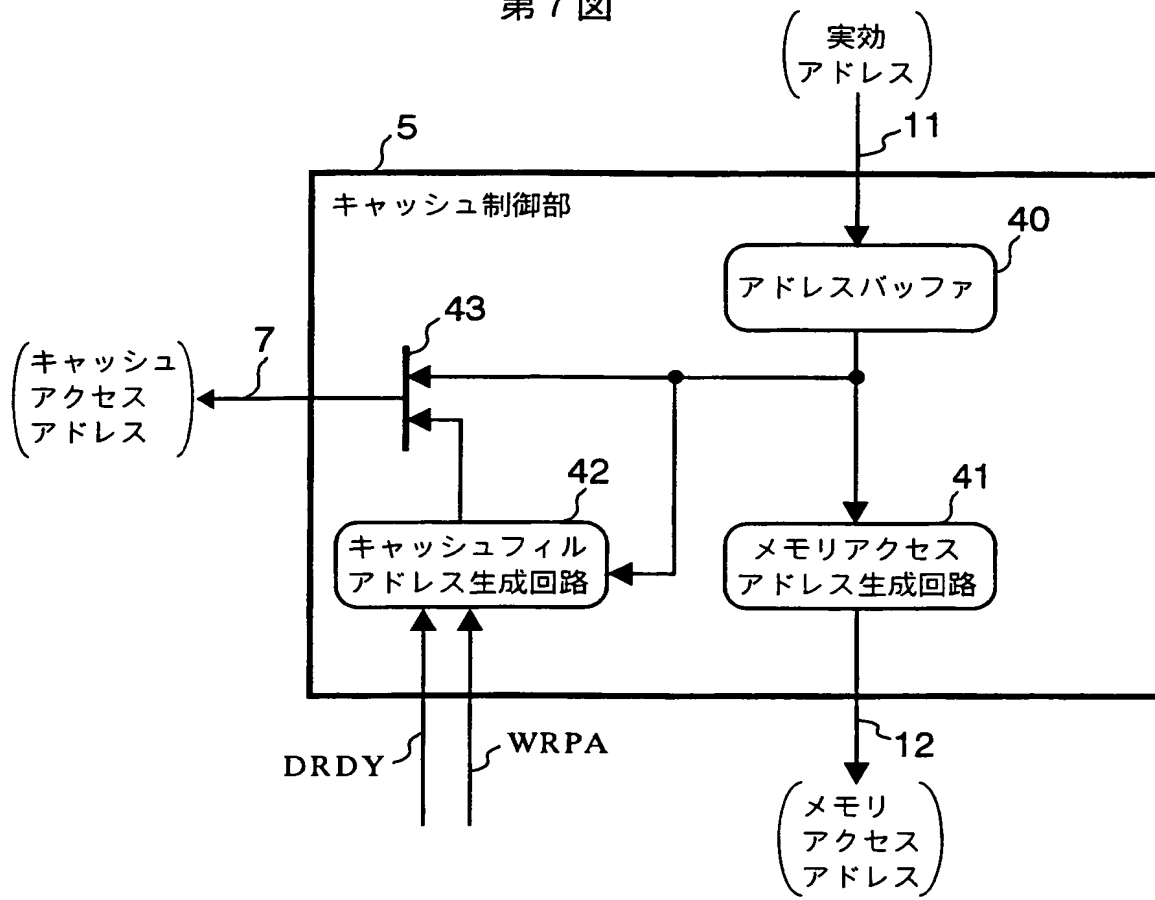 第7図
実効
アドレス
11
5
キャッシュ制御部
40
アドレスバッファ
43
7
キャッシュ
アクセス
アドレス
42
キャッシュフィル
アドレス生成回路
41
メモリアクセス
アドレス生成回路
DRDY
WRPA
12
メモリ
アクセス
アドレス